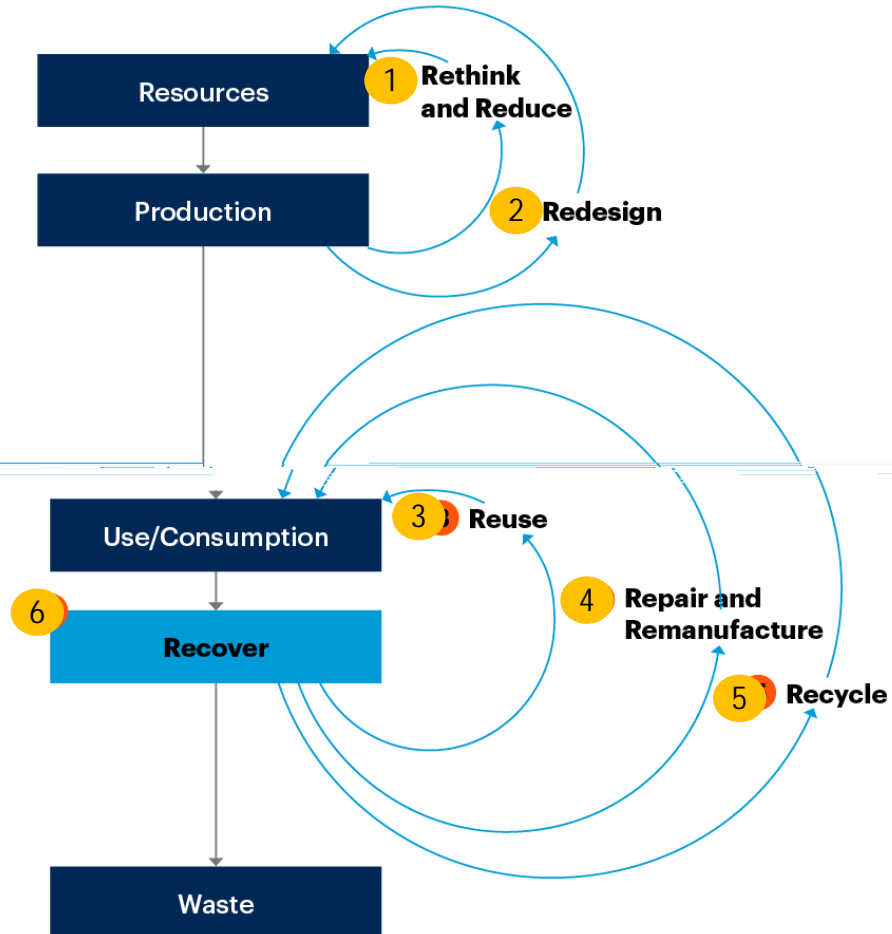 Resources
1
Rethink
and Reduce
Production
2
Redesign
3
Reuse
Use/Consumption
4
Repair and
Remanufacture
6
Recover
5
Recycle
Waste